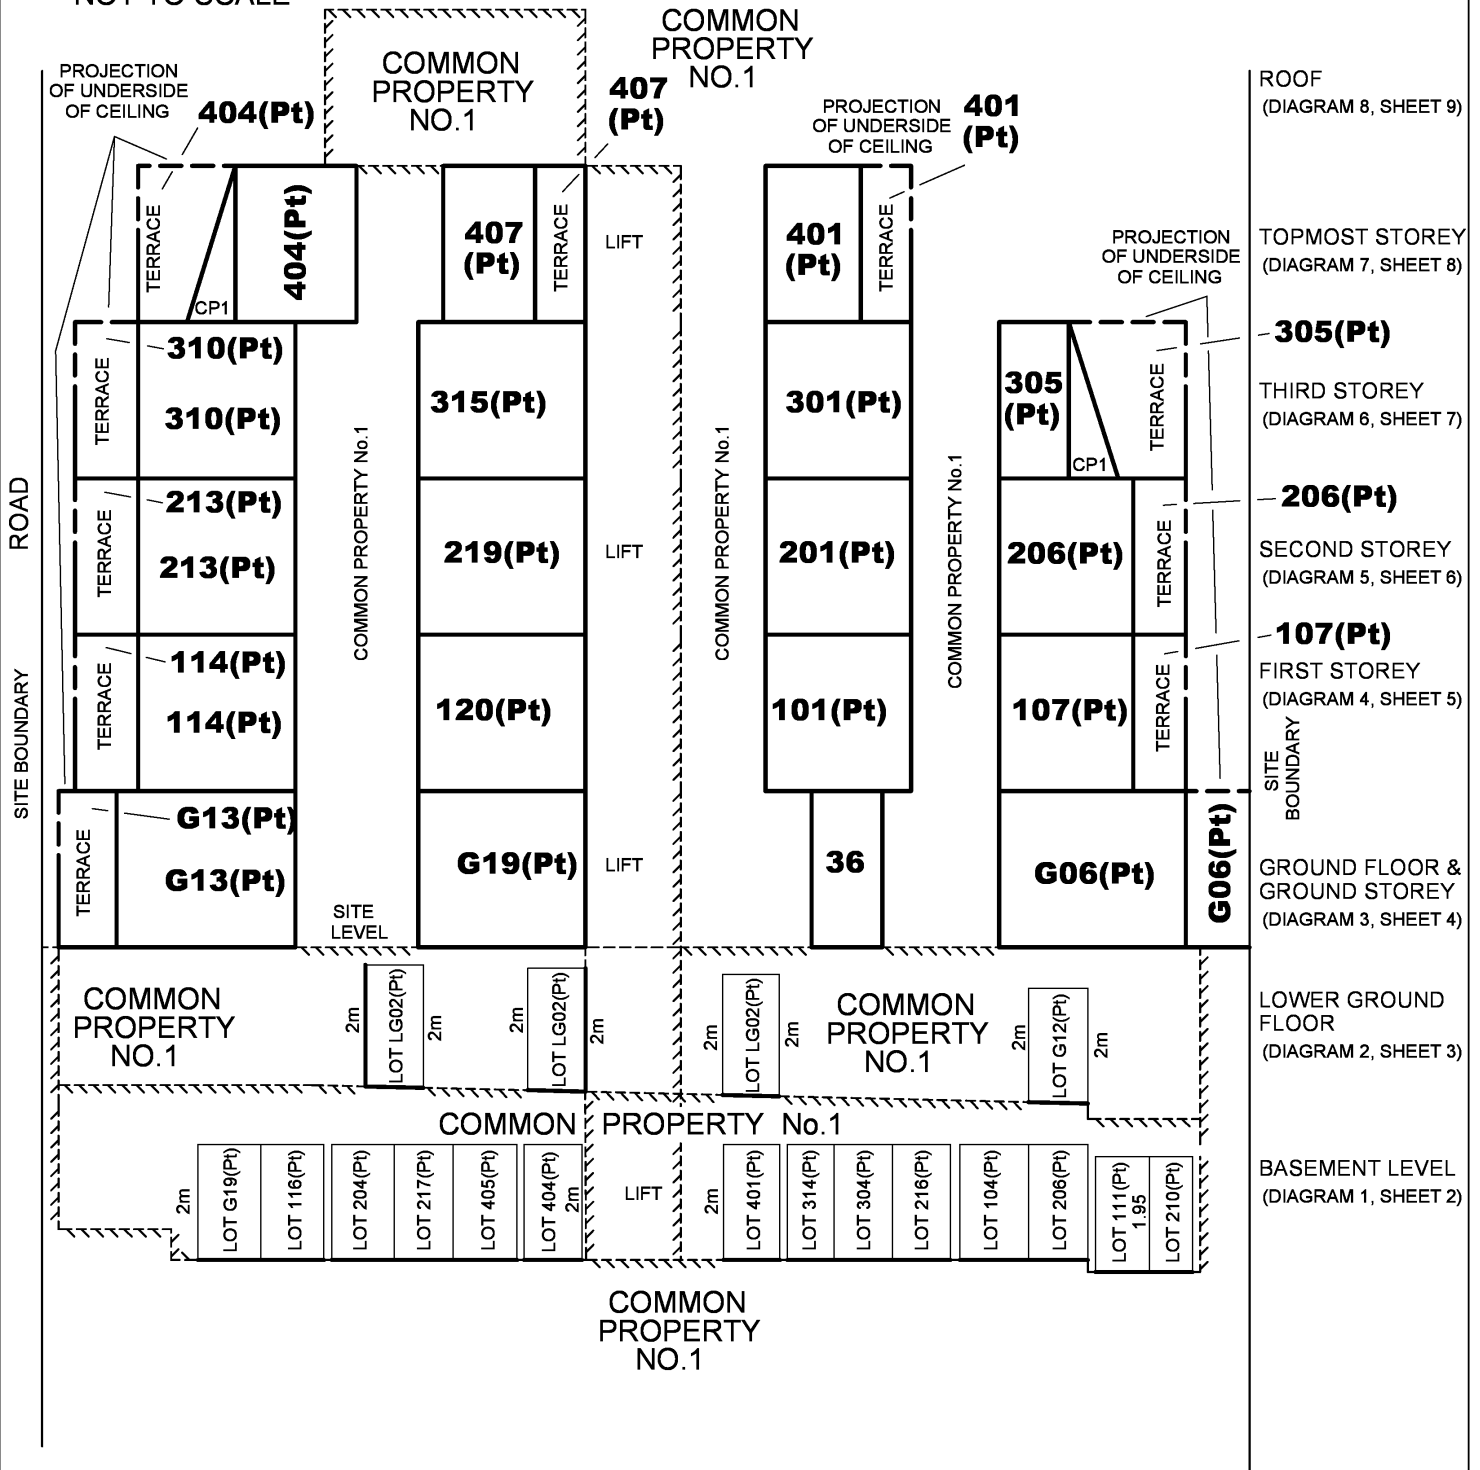 NOT TO SCALE
COMMON
PROPERTY
NO.1
COMMON
PROPERTY
NO.1
PROJECTION
OF UNDERSIDE
OF CEILING
404(Pt)
407
(Pt)
PROJECTION
OF UNDERSIDE
OF CEILING
401
(Pt)
ROOF
(DIAGRAM 8, SHEET 9)
TERRACE
CP1
404(Pt)
407
(Pt)
TERRACE
LIFT
401
(Pt)
TERRACE
PROJECTION
OF UNDERSIDE
OF CEILING
TOPMOST STOREY
(DIAGRAM 7, SHEET 8)
TERRACE
310(Pt)
310(Pt)
315(Pt)
301(Pt)
305
(Pt)
CP1
TERRACE
305(Pt)
THIRD STOREY
(DIAGRAM 6, SHEET 7)
ROAD
COMMON PROPERTY No.1
COMMON PROPERTY No.1
COMMON PROPERTY No.1
TERRACE
213(Pt)
213(Pt)
219(Pt)
LIFT
201(Pt)
206(Pt)
TERRACE
206(Pt)
SECOND STOREY
(DIAGRAM 5, SHEET 6)
SITE BOUNDARY
TERRACE
114(Pt)
114(Pt)
120(Pt)
101(Pt)
107(Pt)
TERRACE
107(Pt)
FIRST STOREY
(DIAGRAM 4, SHEET 5)
SITE
BOUNDARY
TERRACE
G13(Pt)
G13(Pt)
G19(Pt)
LIFT
36
G06(Pt)
G06(Pt)
GROUND FLOOR &
GROUND STOREY
(DIAGRAM 3, SHEET 4)
SITE
LEVEL
COMMON
PROPERTY
NO.1
2m
LOT LG02(Pt)
2m
2m
LOT LG02(Pt)
2m
2m
LOT LG02(Pt)
2m
COMMON
PROPERTY
NO.1
2m
LOT G12(Pt)
2m
LOWER GROUND
FLOOR
(DIAGRAM 2, SHEET 3)
COMMON PROPERTY No.1
2m
LOT G19(Pt)
LOT 116(Pt)
LOT 204(Pt)
LOT 217(Pt)
LOT 405(Pt)
LOT 404(Pt)
2m
LIFT
2m
LOT 401(Pt)
LOT 314(Pt)
LOT 304(Pt)
LOT 216(Pt)
LOT 104(Pt)
LOT 206(Pt)
LOT 111(Pt)
1.95
LOT 210(Pt)
BASEMENT LEVEL
(DIAGRAM 1, SHEET 2)
COMMON
PROPERTY
NO.1